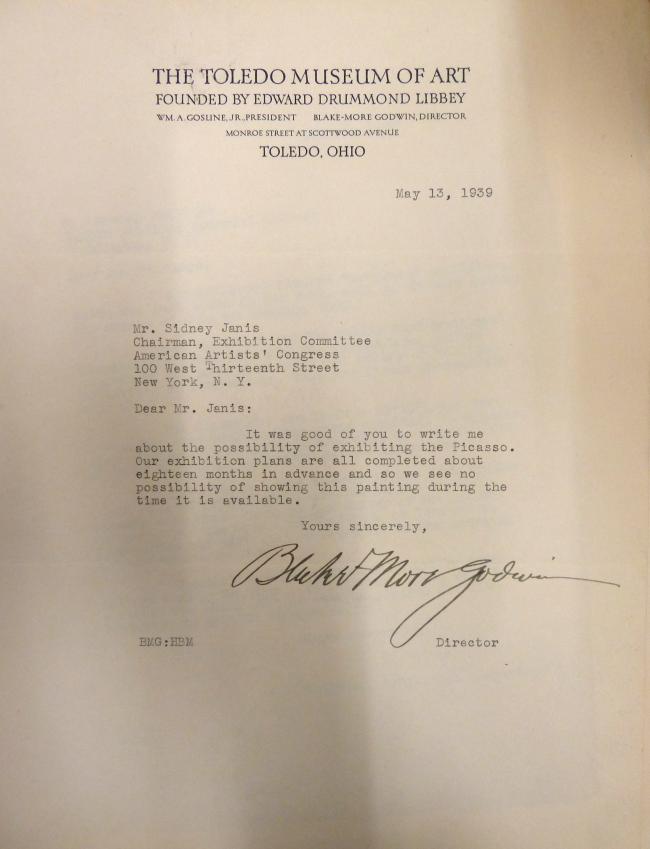 THE TOLEDO MUSEUM OF ART
FOUNDED BY EDWARD DRUMMOND LIBBEY
WM. A. GOSLINE, JR., PRESIDENT BLAKE-MORE GODWIN, DIRECTOR
MONROE STREET AT SCOTTWOOD AVENUE
TOLEDO, OHIO
May 13, 1939
Mr. Sidney Janis
Chairman, Exhibition Committee
American Artists' Congress
100 West Thirteenth Street
New York, N. Y.
Dear Mr. Janis:
It was good of you to write me
about the possibility of exhibiting the Picasso.
Our exhibition plans are all completed about
eighteen months in advance and so we see no
possibility of showing this painting during the
time it is available.
Yours sincerely,
Blake-More Godwin
BMG:HBM Director